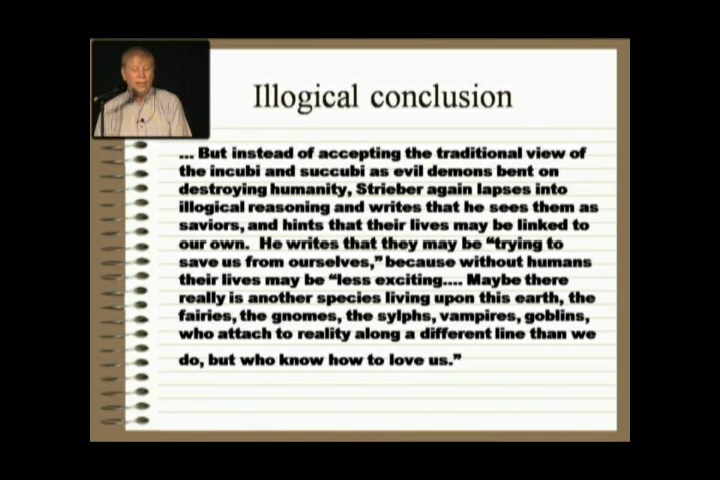 Illogical conclusion
... But instead of accepting the traditional view of
the incubi and succubi as evil demons bent on
destroying humanity, Strieber again lapses into
illogical reasoning and writes that he sees them as
saviors, and hints that their lives may be linked to
our own. He writes that they may be “trying to
save us from ourselves,” because without humans
their lives may be “less exciting.... Maybe there
really is another species living upon this earth, the
fairies, the gnomes, the sylphs, vampires, goblins,
who attach to reality along a different line than we
do, but who know how to love us.”